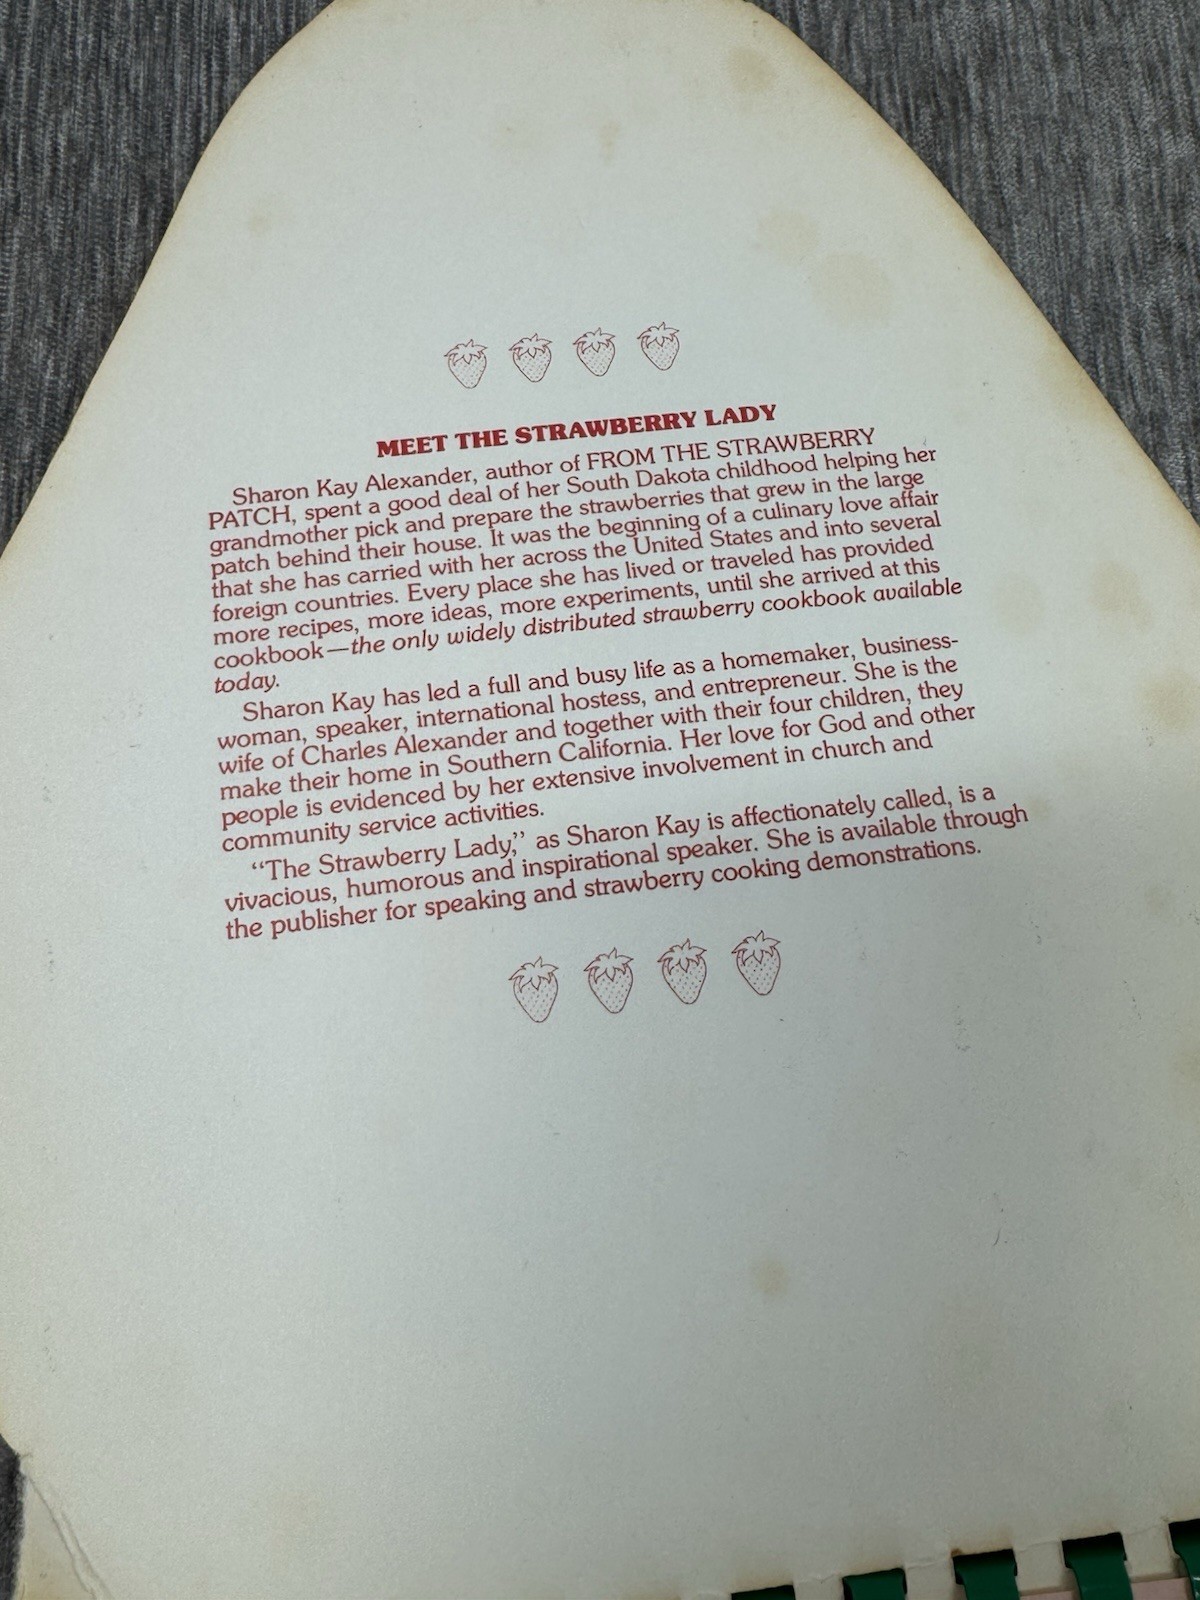 MEET THE STRAWBERRY LADY
Sharon Kay Alexander, author of FROM THE STRAWBERRY
PATCH, spent a good deal of her South Dakota childhood helping her
grandmother pick and prepare the strawberries that grew in the large
patch behind their house. It was the beginning of a culinary love affair
that she has carried with her across the United States and into several
foreign countries. Every place she has lived or traveled has provided
more recipes, more ideas, more experiments, until she arrived at this
cookbook—the only widely distributed strawberry cookbook available
today.
Sharon Kay has led a full and busy life as a homemaker, business-
woman, speaker, international hostess, and entrepreneur. She is the
wife of Charles Alexander and together with their four children, they
make their home in Southern California. Her love for God and other
people is evidenced by her extensive involvement in church and
community service activities.
“The Strawberry Lady,” as Sharon Kay is affectionately called, is a
vivacious, humorous and inspirational speaker. She is available through
the publisher for speaking and strawberry cooking demonstrations.